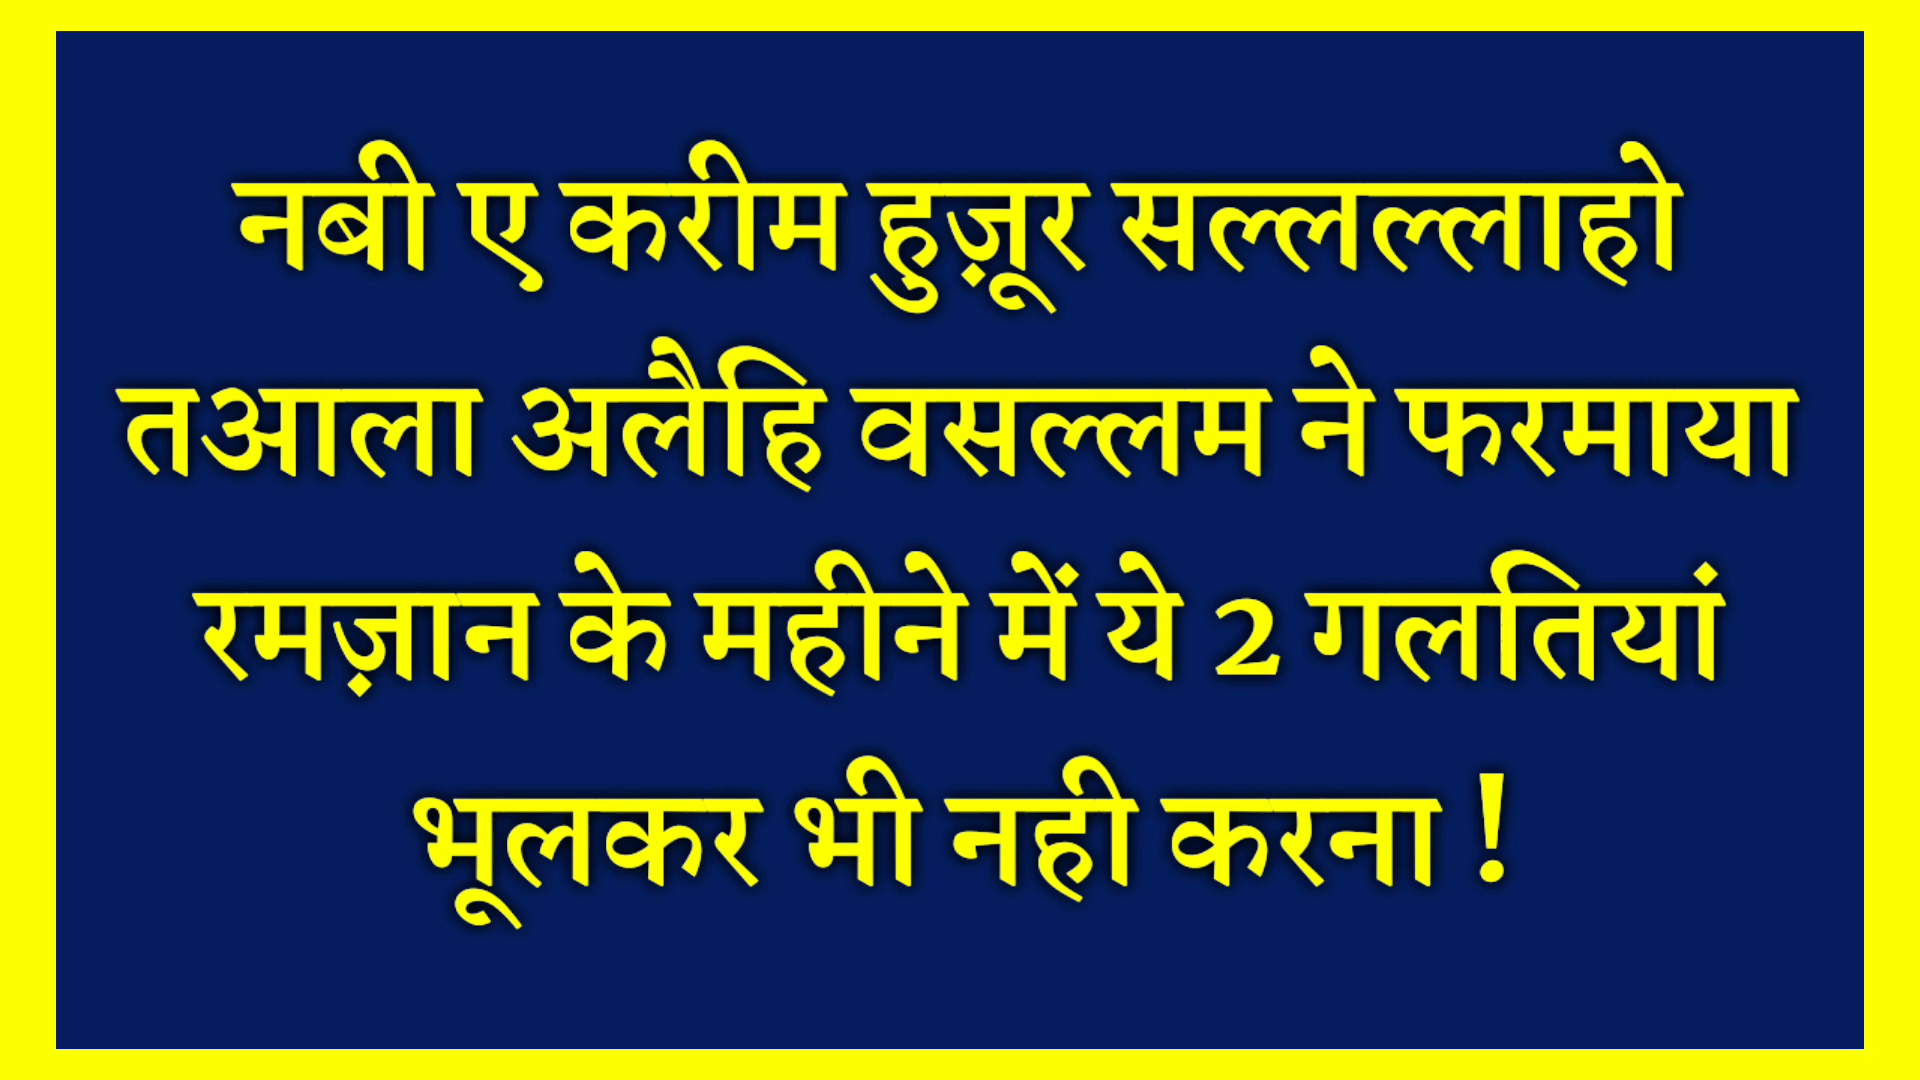 नबी ए करीम हुज़ूर सल्लल्लाहो
तआला अलैहि वसल्लम ने फरमाया
रमज़ान के महीने में ये 2 गलतियां
भूलकर भी नही करना !